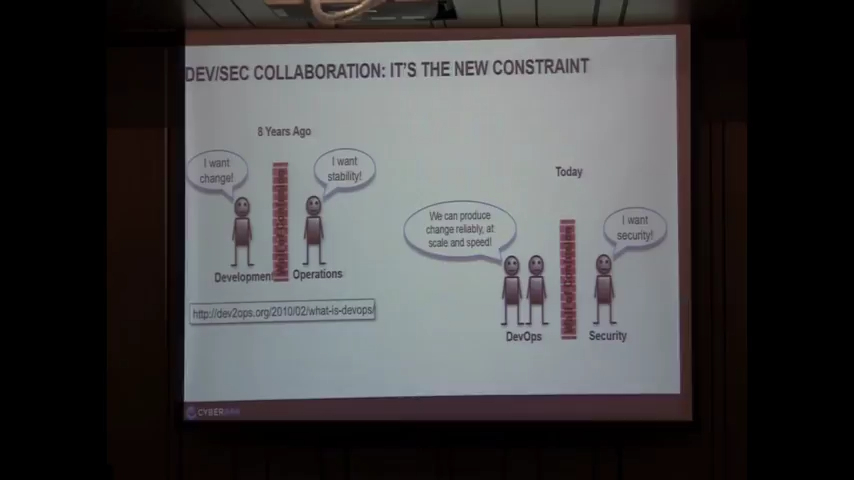 DEV/SEC COLLABORATION: IT'S THE NEW CONSTRAINT
8 Years Ago
I want
change!
I want
stability!
Development
Operations
http://dev2ops.org/2010/02/what-is-devops/
Today
We can produce
change reliably, at
scale and speed!
I want
security!
DevOps
Security
CYBERARK